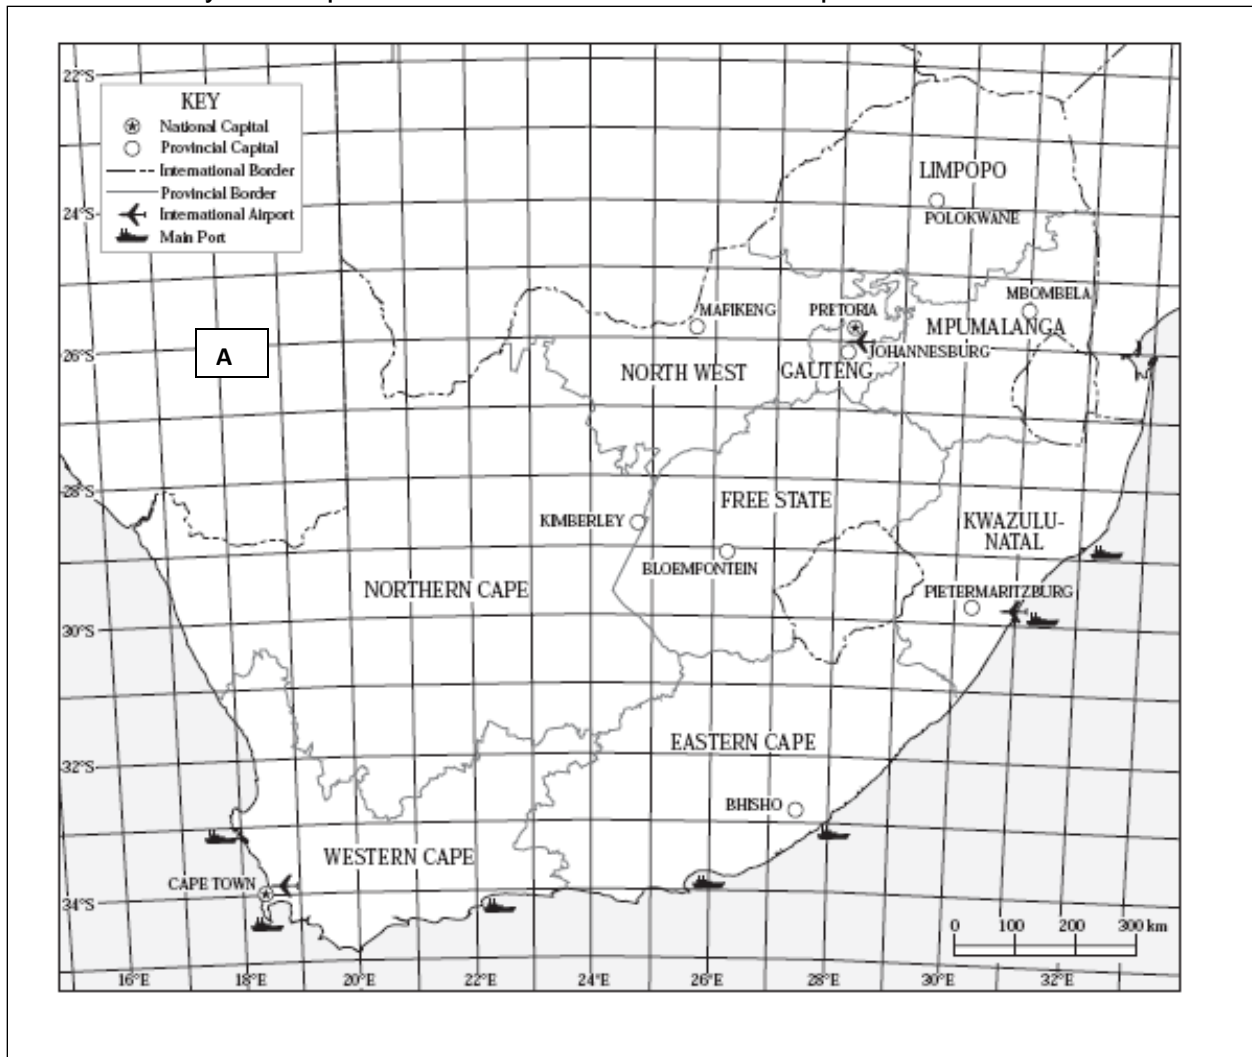 22°S
KEY
National Capital
Provincial Capital
International Border
Provincial Border
International Airport
Main Port
24°S
LIMPOPO
POLOKWANE
A
26°S
MAFIKENG
PRETORIA
MBOMBELA
MPUMALANGA
JOHANNESBURG
NORTH WEST
GAUTENG
28°S
KIMBERLEY
FREE STATE
KWAZULU-
NATAL
BLOEMFONTEIN
NORTHERN CAPE
PIETERMARITZBURG
30°S
32°S
EASTERN CAPE
BHISHO
WESTERN CAPE
CAPE TOWN
34°S
0 100 200 300 km
16°E 18°E 20°E 22°E 24°E 26°E 28°E 30°E 32°E